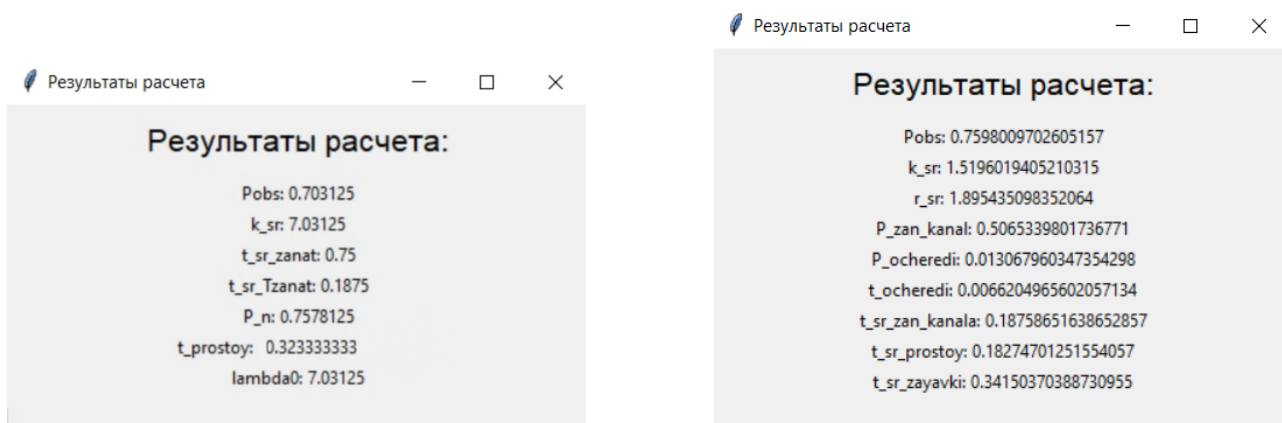 Результаты расчета
Результаты расчета:
Pobs: 0.703125
k_sr: 7.03125
t_sr_zanat: 0.75
t_sr_Tzanat: 0.1875
P_n: 0.7578125
t_prostoy: 0.323333333
lambda0: 7.03125
Результаты расчета
Результаты расчета:
Pobs: 0.7598009702605157
k_sr: 1.5196019405210315
r_sr: 1.895435098352064
P_zan_kanal: 0.5065339801736771
P_ocheredi: 0.013067960347354298
t_ocheredi: 0.0066204965602057134
t_sr_zan_kanala: 0.18758651638652857
t_sr_prostoy: 0.18274701251554057
t_sr_zayavki: 0.34150370388730955